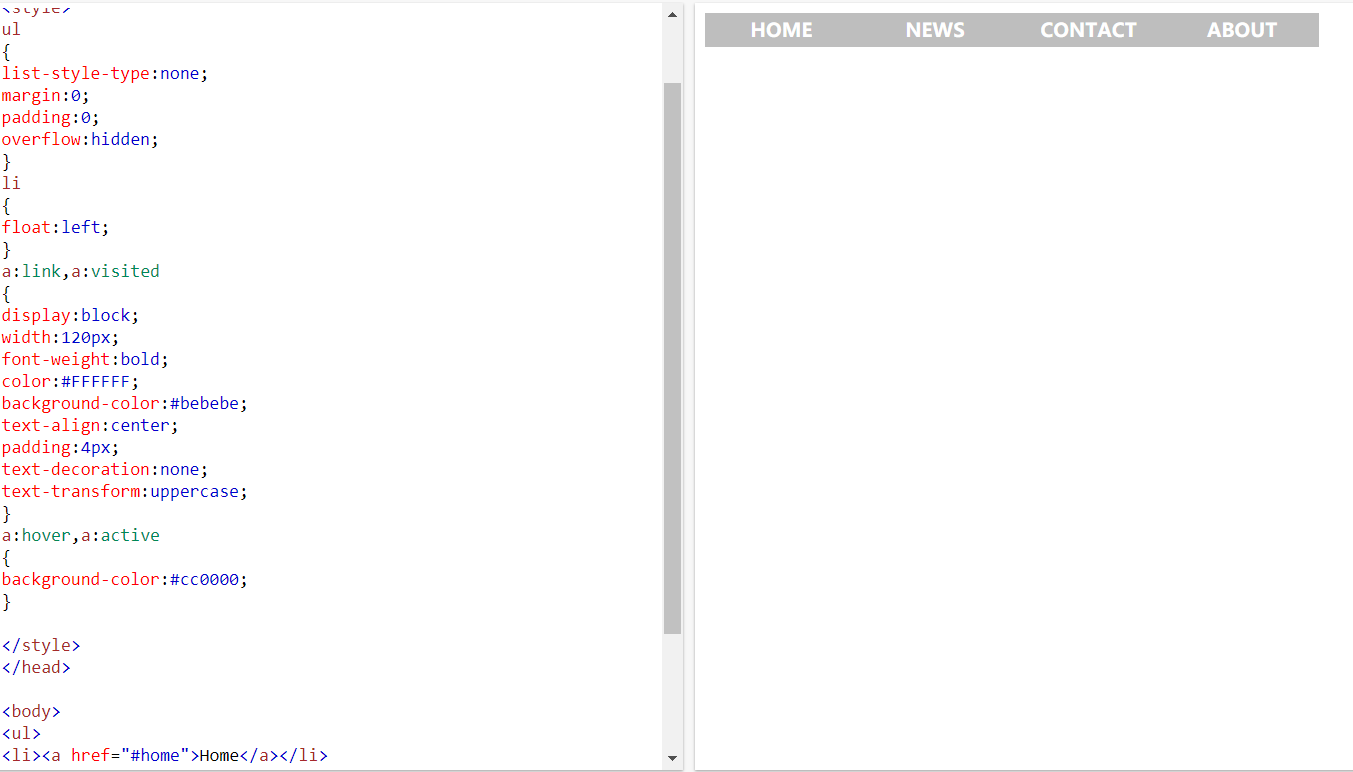 <style>
ul
{
list-style-type:none;
margin:0;
padding:0;
overflow:hidden;
}
li
{
float:left;
}
a:link,a:visited
{
display:block;
width:120px;
font-weight:bold;
color:#FFFFFF;
background-color:#bebebe;
text-align:center;
padding:4px;
text-decoration:none;
text-transform:uppercase;
}
a:hover,a:active
{
background-color:#cc0000;
}
</style>
</head>
<body>
<ul>
<li><a href="#home">Home</a></li>
HOME NEWS CONTACT ABOUT